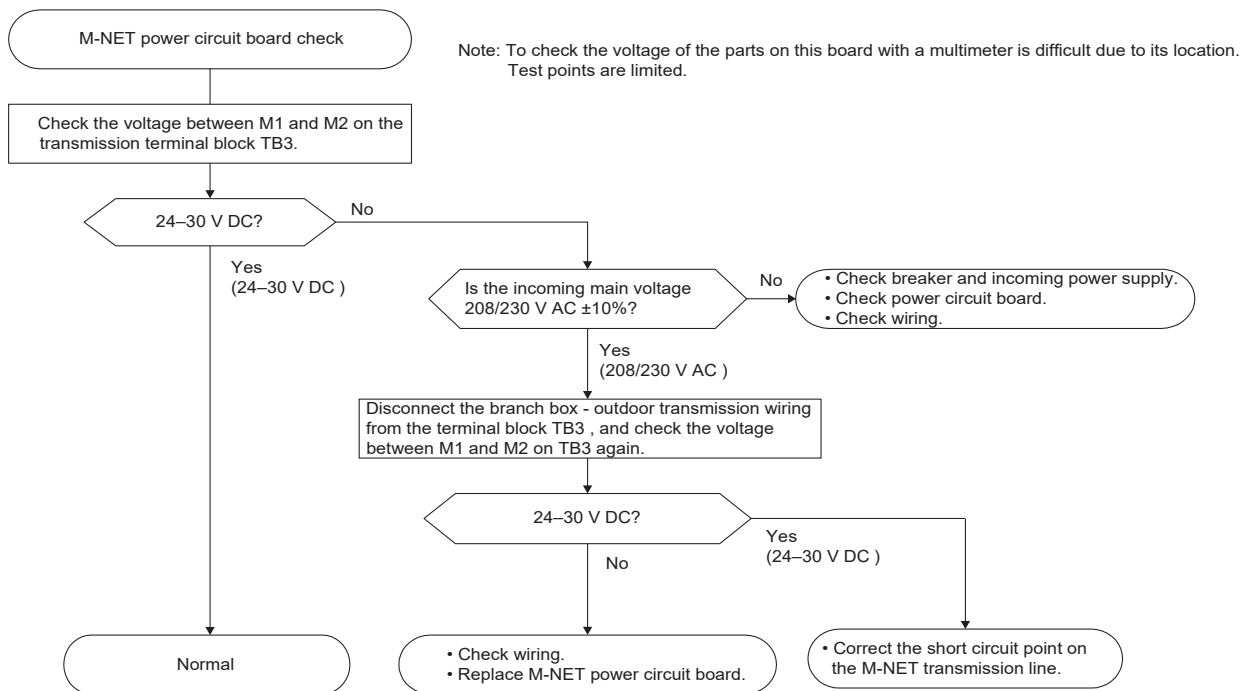 M-NET power circuit board check
Note: To check the voltage of the parts on this board with a multimeter is difficult due to its location.
Test points are limited.
Check the voltage between M1 and M2 on the
transmission terminal block TB3.
24–30 V DC?
No
Yes
(24–30 V DC )
Is the incoming main voltage
208/230 V AC ±10%?
No
• Check breaker and incoming power supply.
• Check power circuit board.
• Check wiring.
Yes
(208/230 V AC )
Disconnect the branch box - outdoor transmission wiring
from the terminal block TB3 , and check the voltage
between M1 and M2 on TB3 again.
24–30 V DC?
Yes
(24–30 V DC )
No
Normal
• Check wiring.
• Replace M-NET power circuit board.
• Correct the short circuit point on
the M-NET transmission line.